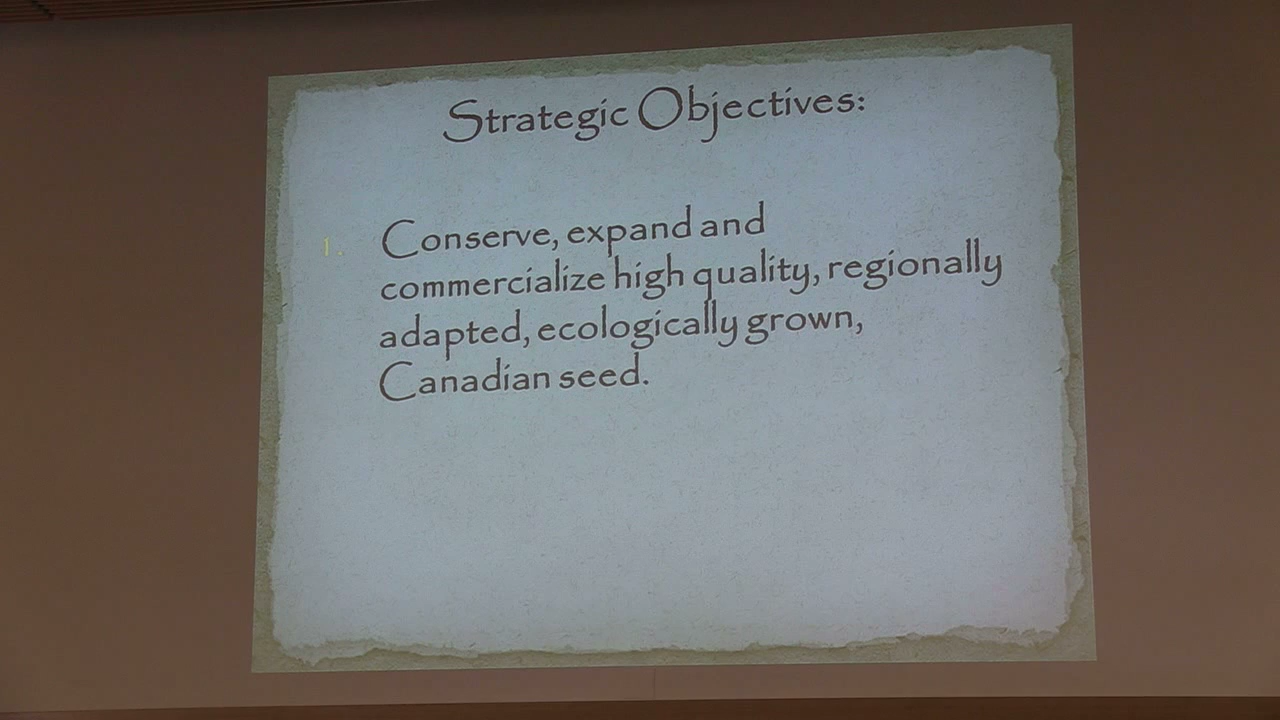 Strategic Objectives:
1. Conserve, expand and
commercialize high quality, regionally
adapted, ecologically grown,
Canadian seed.